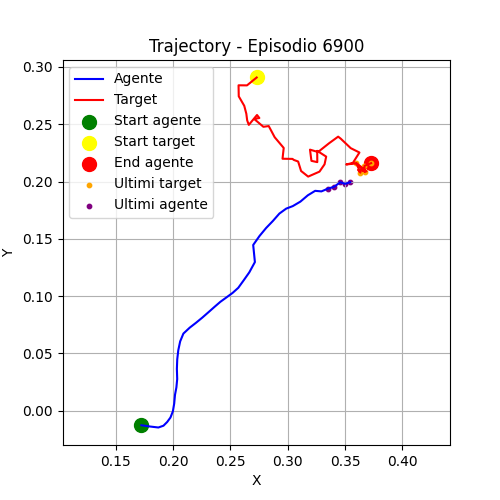 Trajectory - Episodio 6900
Agente
Target
Start agente
Start target
End agente
Ultimi target
Ultimi agente
0.30
0.25
0.20
0.15
0.10
0.05
0.00
Y
0.15
0.20
0.25
0.30
0.35
0.40
X